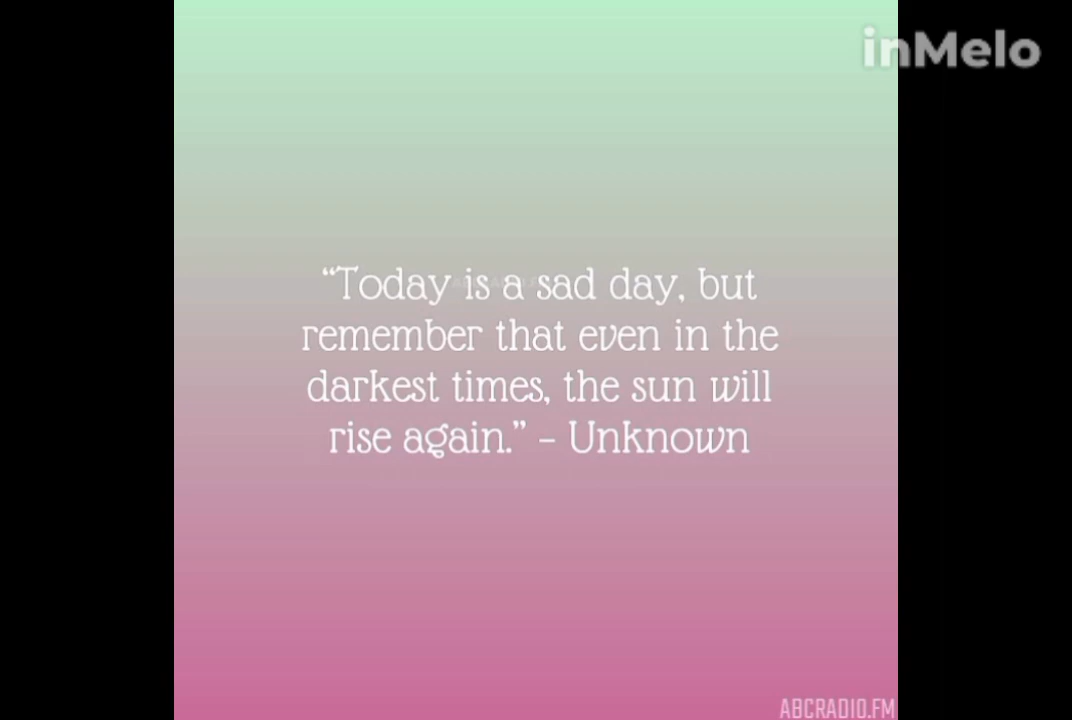 inMelo
“Today is a sad day, but
remember that even in the
darkest times, the sun will
rise again.” – Unknown
ABCRADIO.FM